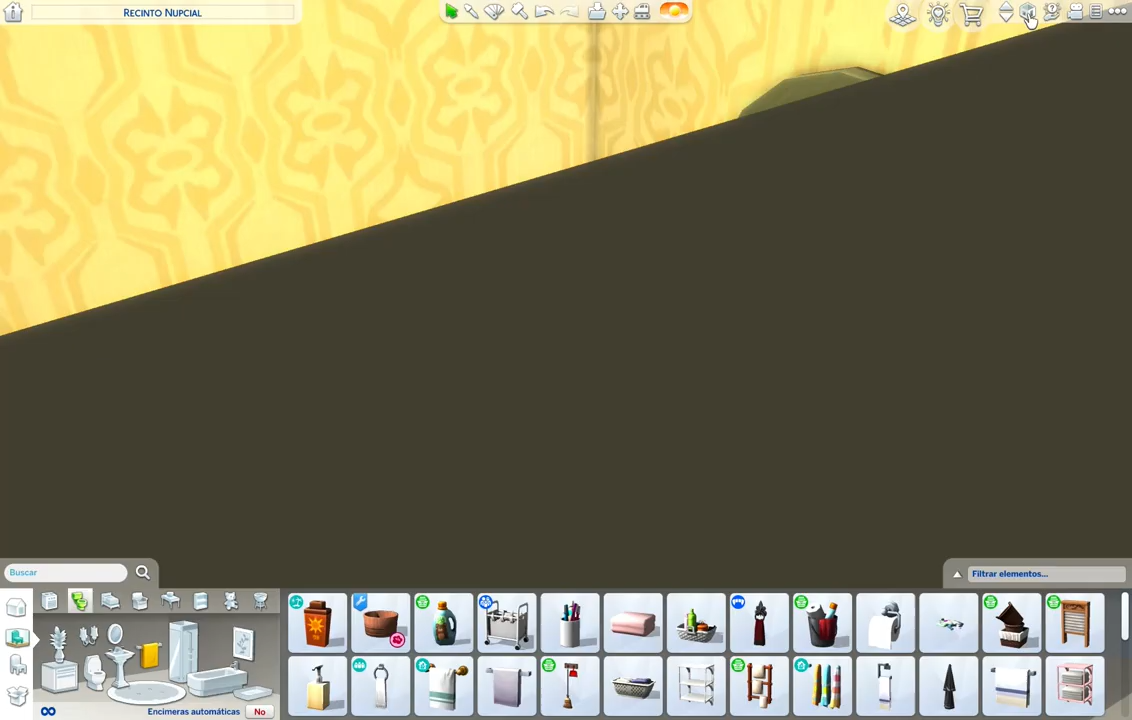 RECINTO NUPCIAL
Buscar
Filtrar elementos...
Encimeras automáticas No